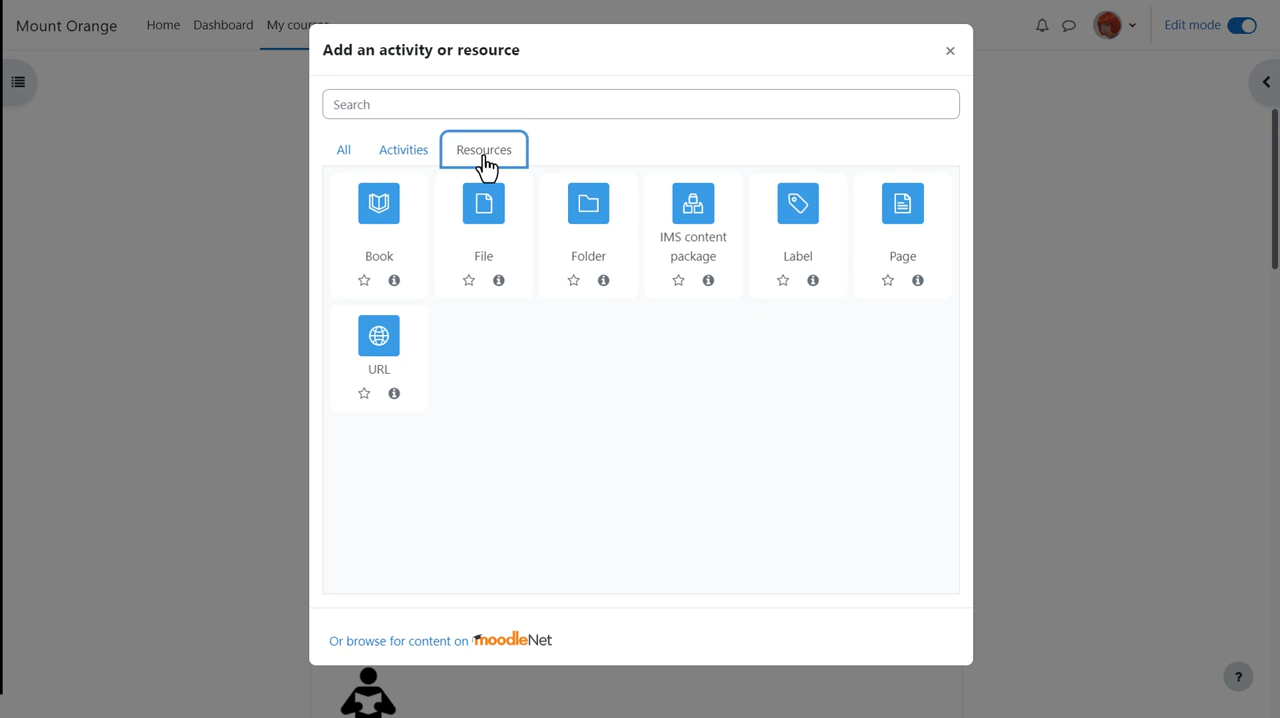 Mount Orange
Home Dashboard My courses
Edit mode
Add an activity or resource
Search
All Activities Resources
Book
File
Folder
IMS content
package
Label
Page
URL
Or browse for content on moodleNet
?